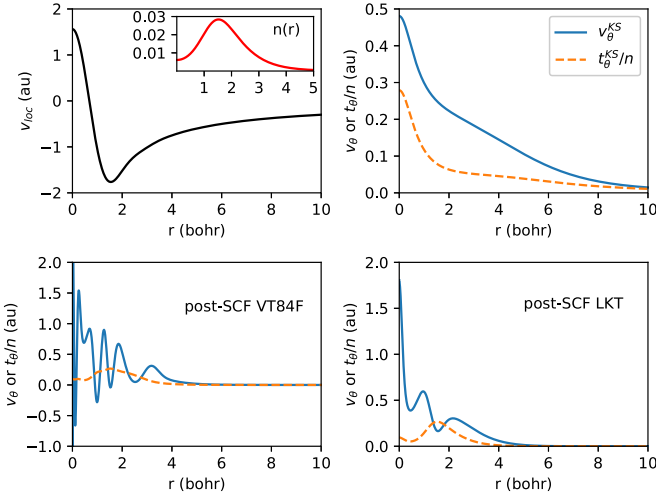 2
1
0
−1
−2
v_loc (au)
0.03
0.02
0.01
n(r)
1 2 3 4 5
0 2 4 6 8 10
r (bohr)
0.5
0.4
0.3
0.2
0.1
0.0
v_θ or t_θ/n (au)
v_θ^KS
t_θ^KS/n
0 2 4 6 8 10
r (bohr)
2.0
1.5
1.0
0.5
0.0
−0.5
−1.0
v_θ or t_θ/n (au)
post-SCF VT84F
0 2 4 6 8 10
r (bohr)
2.0
1.5
1.0
0.5
0.0
v_θ or t_θ/n (au)
post-SCF LKT
0 2 4 6 8 10
r (bohr)